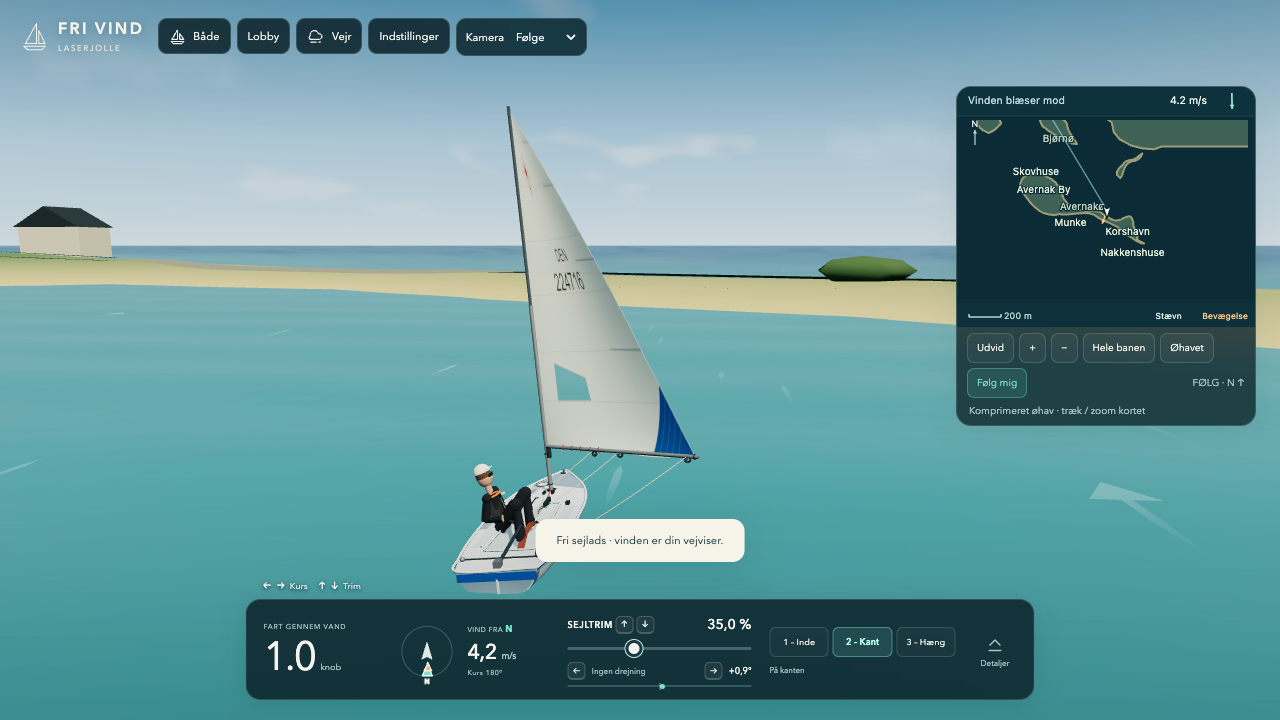 FRI VIND
LASERJOLLE
Både
Lobby
Vejr
Indstillinger
Kamera Følge
Vinden blæser mod 4.2 m/s
N
Bjørnø
Skovhuse
Avernak By
Avernakø
Munke
Korshavn
Nakkenshuse
200 m Stævn Bevægelse
Udvid + − Hele banen Øhavet
Følg mig FØLG · N ↑
Komprimeret øhav · træk / zoom kortet
DEN
224716
Fri sejlads · vinden er din vejviser.
← → Kurs ↑ ↓ Trim
FART GENNEM VAND
1.0 knob
N
VIND FRA N
4,2 m/s
Kurs 180°
SEJLTRIM ↑ ↓ 35,0 %
← Ingen drejning → +0,9°
1 – Inde 2 – Kant 3 – Hæng
På kanten
Detaljer